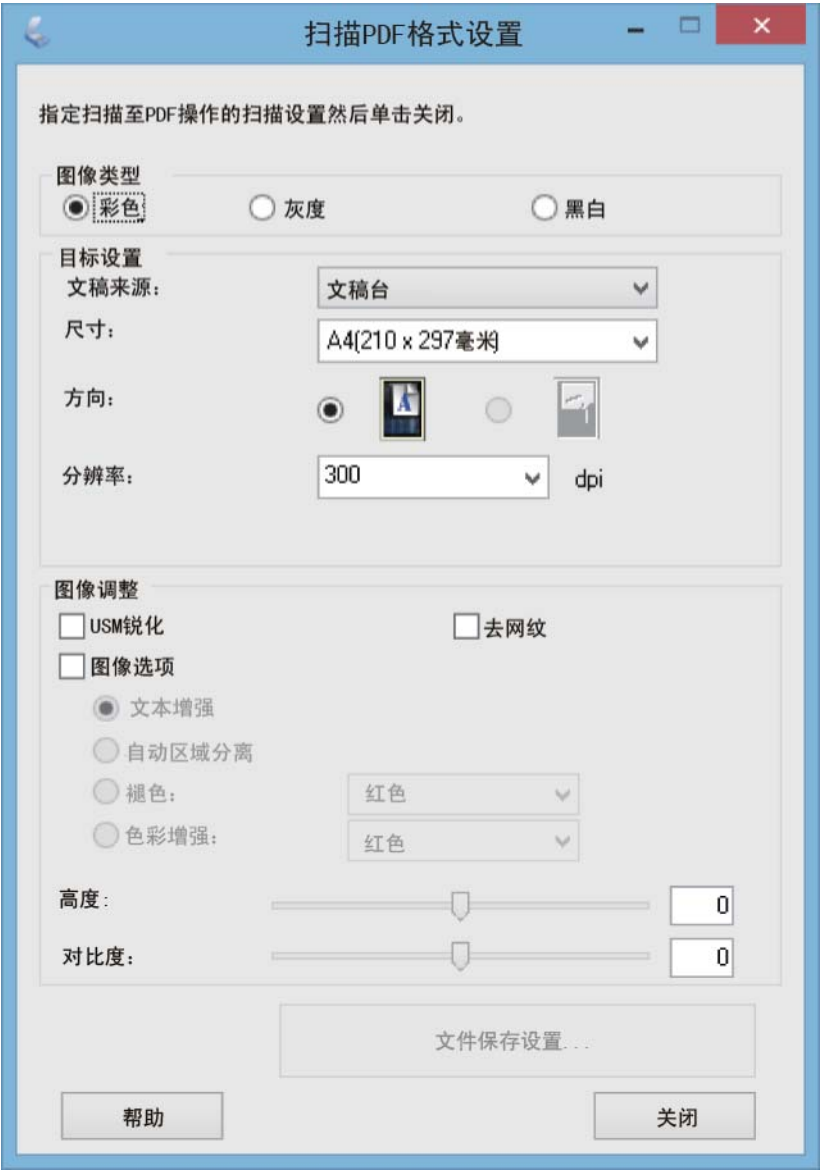 扫描PDF格式设置
指定扫描至PDF操作的扫描设置然后单击关闭。
图像类型
彩色 灰度 黑白
目标设置
文稿来源： 文稿台
尺寸： A4(210 x 297毫米)
方向： A
分辨率： 300 dpi
图像调整
USM锐化 去网纹
图像选项
文本增强
自动区域分离
褪色： 红色
色彩增强： 红色
高度: 0
对比度： 0
文件保存设置...
帮助 关闭